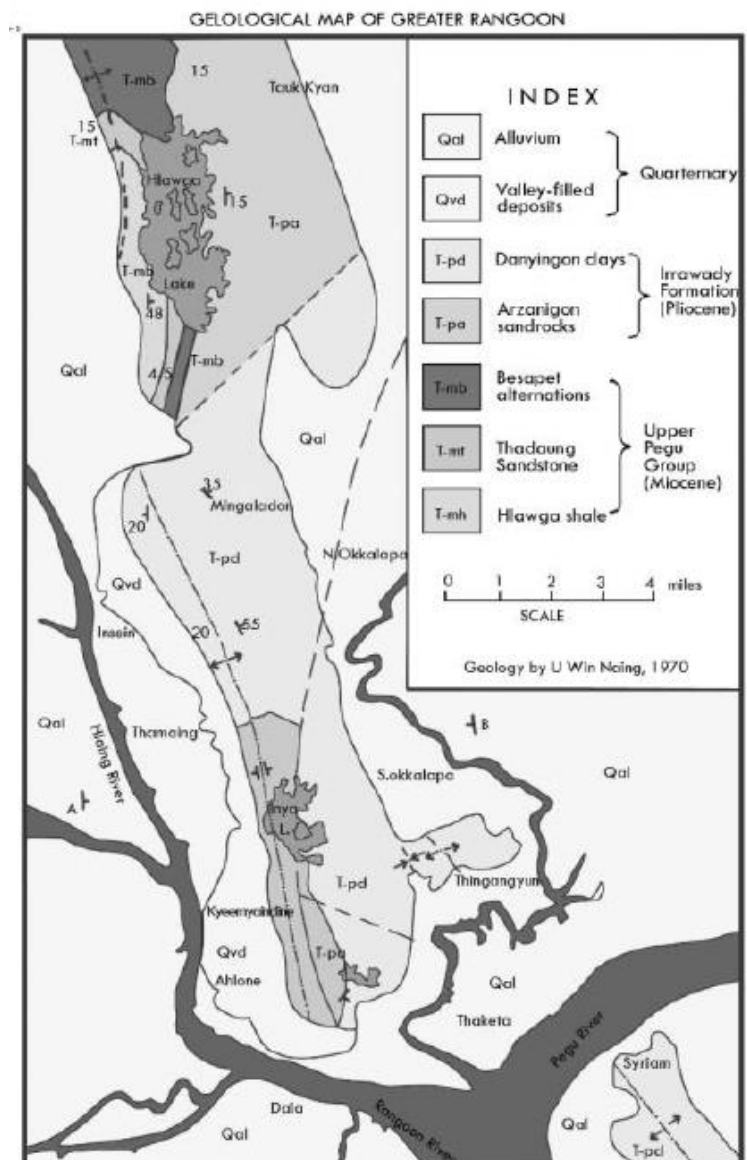 GELOLOGICAL MAP OF GREATER RANGOON
T-mb
15
Tauk Kyan
15
T-mt
Hlawga
5
T-pa
T-mb
Lake
48
T-mb
45
Qal
Qal
35
Mingaladon
20
T-pd
N.Okkalapa
Qvd
Insein
20
55
Qal
Thamaing
Hlaing River
B
S.okkalapa
Qal
A
Inya
L.
T-pd
Thingangyun
Kyeemyaindine
Qvd
T-pa
Ahlone
Qal
Thaketa
Pegu River
Syriam
Dala
Rangoon River
Qal
Qal
T-pd
INDEX
Qal Alluvium
Qvd Valley-filled
deposits
Quarternary
T-pd Danyingon clays
T-pa Arzanigon
sandrocks
Irrawady
Formation
(Pliocene)
T-mb Besapet
alternations
T-mt Thadaung
Sandstone
T-mh Hlawga shale
Upper
Pegu
Group
(Miocene)
0 1 2 3 4 miles
SCALE
Geology by U Win Naing, 1970